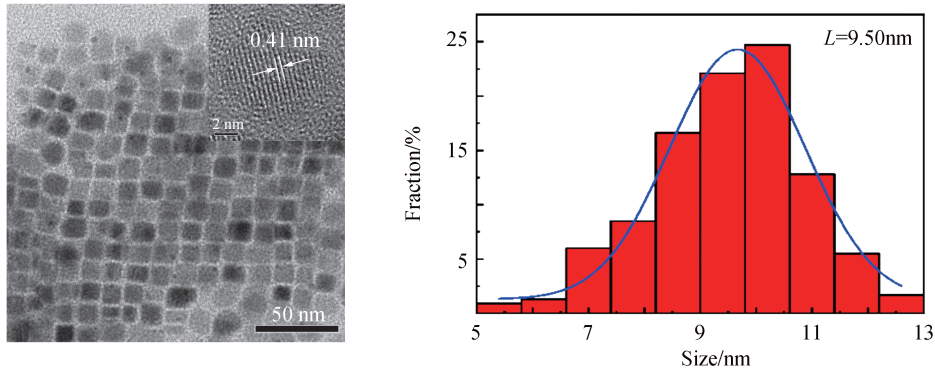 0.41 nm
2 nm
50 nm
L=9.50nm
Fraction/%
25
15
5
5 7 9 11 13
Size/nm